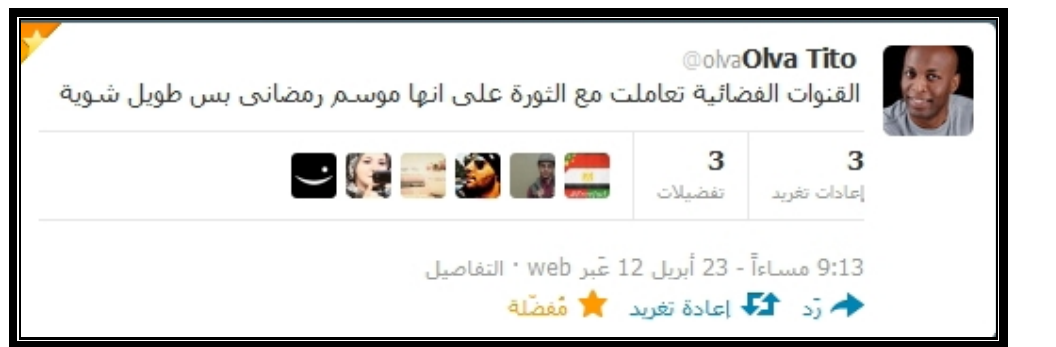 Olva Tito @olva
القنوات الفضائية تعاملت مع الثورة على انها موسم رمضانى بس طويل شوية
3 3
إعادات تغريد تفضيلات
9:13 مساءاً - 23 أبريل 12 عَبر web · التفاصيل
رَد إعادة تغريد مُفضّلة